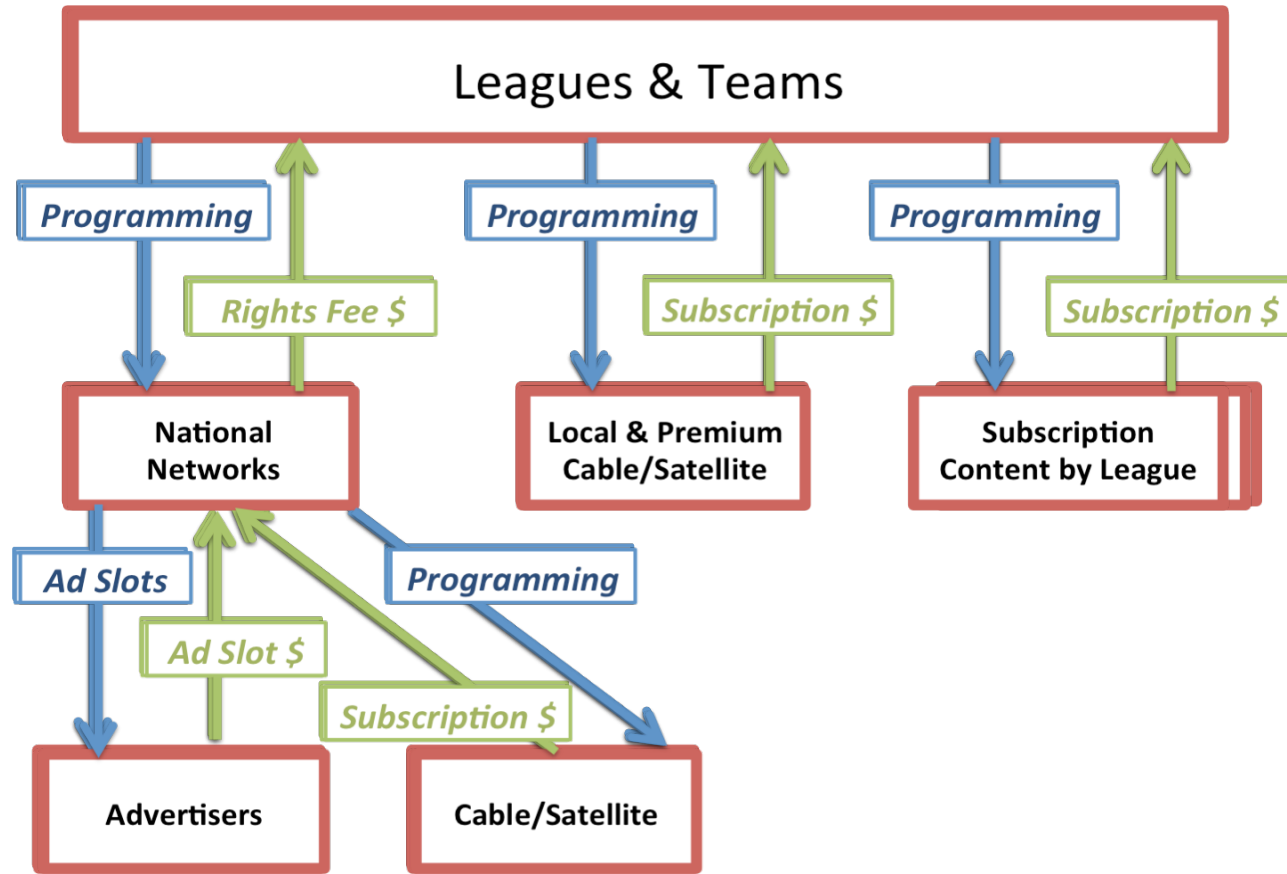 Leagues & Teams
Programming
Programming
Programming
Rights Fee $
Subscription $
Subscription $
National
Networks
Local & Premium
Cable/Satellite
Subscription
Content by League
Ad Slots
Programming
Ad Slot $
Subscription $
Advertisers
Cable/Satellite